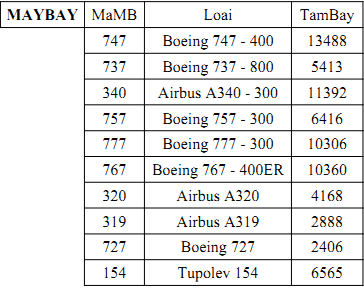 MAYBAY MaMB Loai TamBay
747 Boeing 747 - 400 13488
737 Boeing 737 - 800 5413
340 Airbus A340 - 300 11392
757 Boeing 757 - 300 6416
777 Boeing 777 - 300 10306
767 Boeing 767 - 400ER 10360
320 Airbus A320 4168
319 Airbus A319 2888
727 Boeing 727 2406
154 Tupolev 154 6565